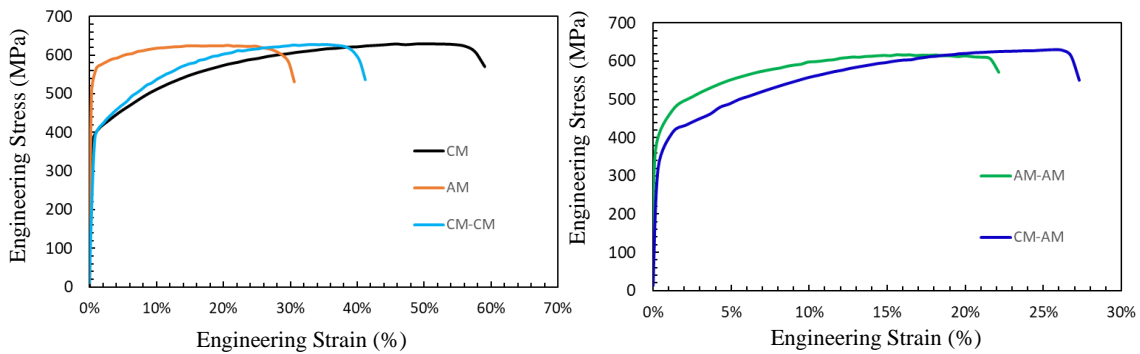 700
600
500
400
300
200
100
0
Engineering Stress (MPa)
CM
AM
CM-CM
0% 10% 20% 30% 40% 50% 60% 70%
Engineering Strain (%)
700
600
500
400
300
200
100
0
Engineering Stress (MPa)
AM-AM
CM-AM
0% 5% 10% 15% 20% 25% 30%
Engineering Strain (%)